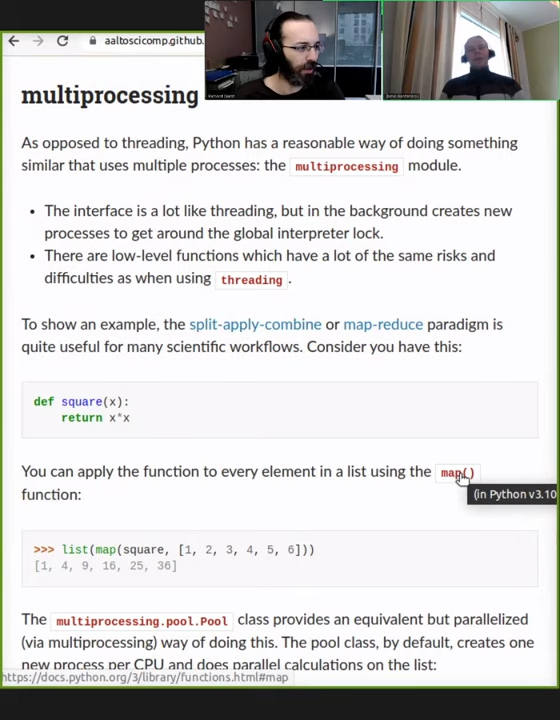 aaltoscicomp.github.
multiprocessing
As opposed to threading, Python has a reasonable way of doing something
similar that uses multiple processes: the multiprocessing module.
• The interface is a lot like threading, but in the background creates new
processes to get around the global interpreter lock.
• There are low-level functions which have a lot of the same risks and
difficulties as when using threading .
To show an example, the split-apply-combine or map-reduce paradigm is
quite useful for many scientific workflows. Consider you have this:
def square(x):
    return x*x
You can apply the function to every element in a list using the map()
function:
(in Python v3.10
>>> list(map(square, [1, 2, 3, 4, 5, 6]))
[1, 4, 9, 16, 25, 36]
The multiprocessing.pool.Pool class provides an equivalent but parallelized
(via multiprocessing) way of doing this. The pool class, by default, creates one
new process per CPU and does parallel calculations on the list:
https://docs.python.org/3/library/functions.html#map